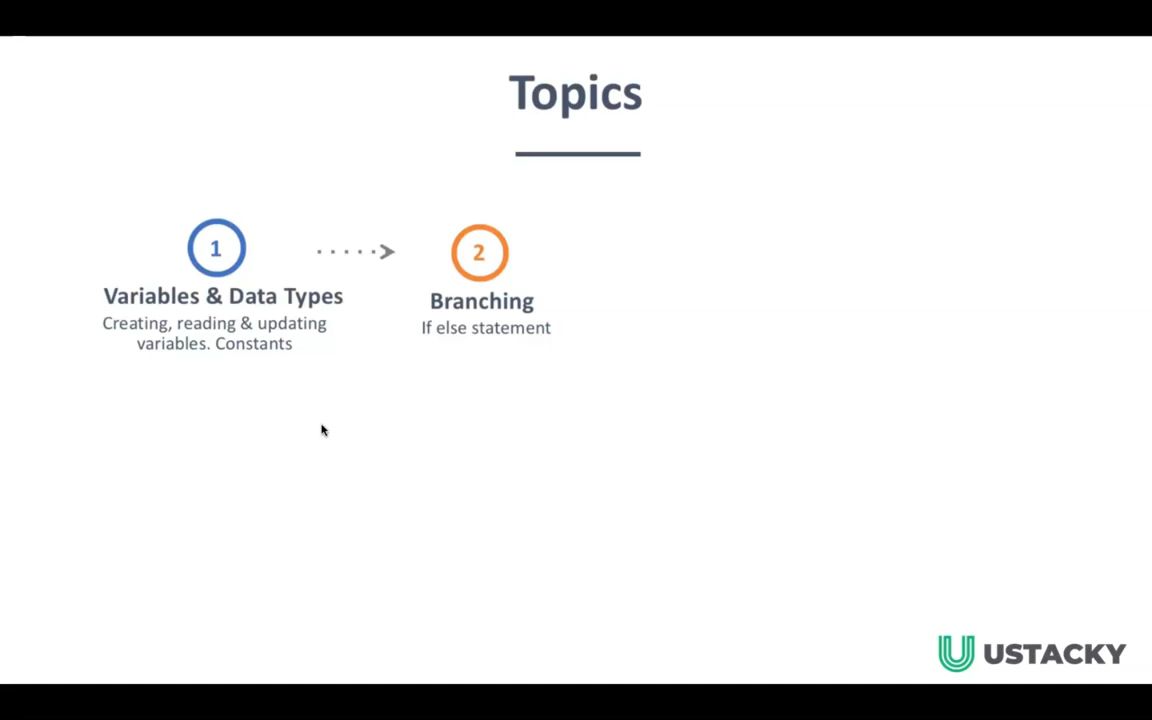 Topics
1
Variables & Data Types
Creating, reading & updating
variables. Constants
2
Branching
If else statement
USTACKY